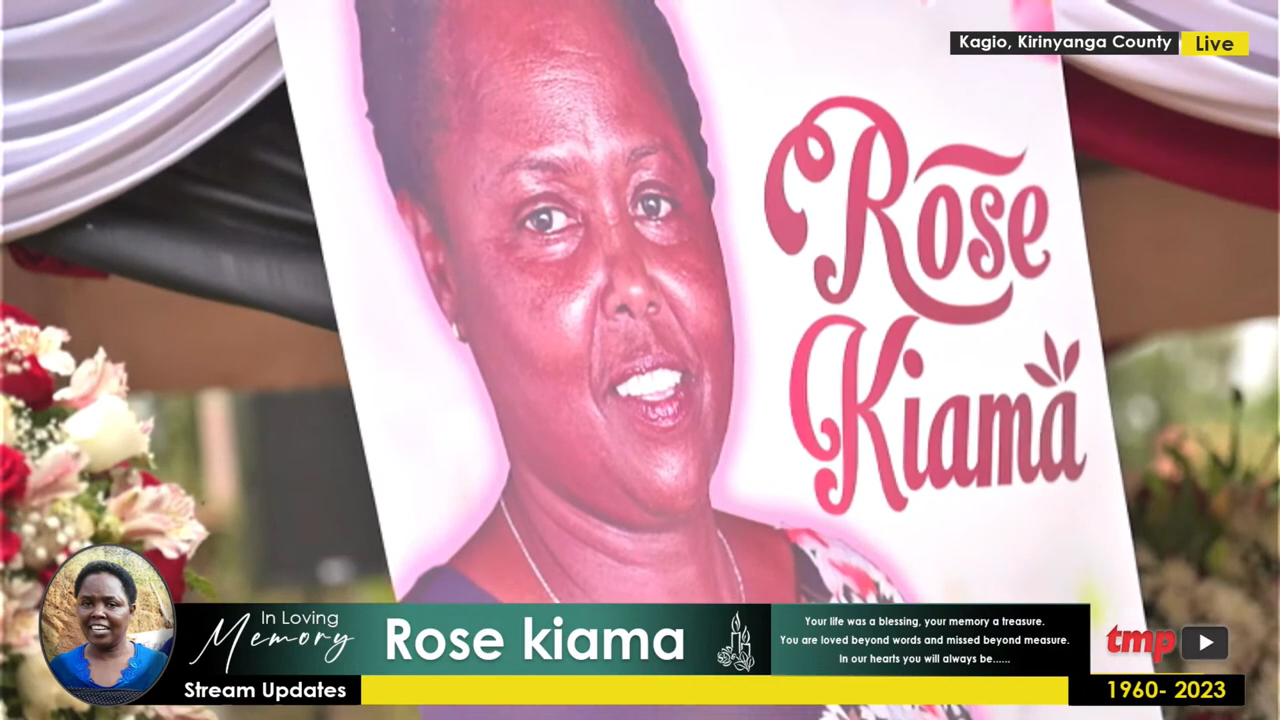 Kagio, Kirinyanga County Live
Rose
Kiama
In Loving
Memory
Rose kiama
Your life was a blessing, your memory a treasure.
You are loved beyond words and missed beyond measure.
In our hearts you will always be......
tmp
Stream Updates
1960- 2023